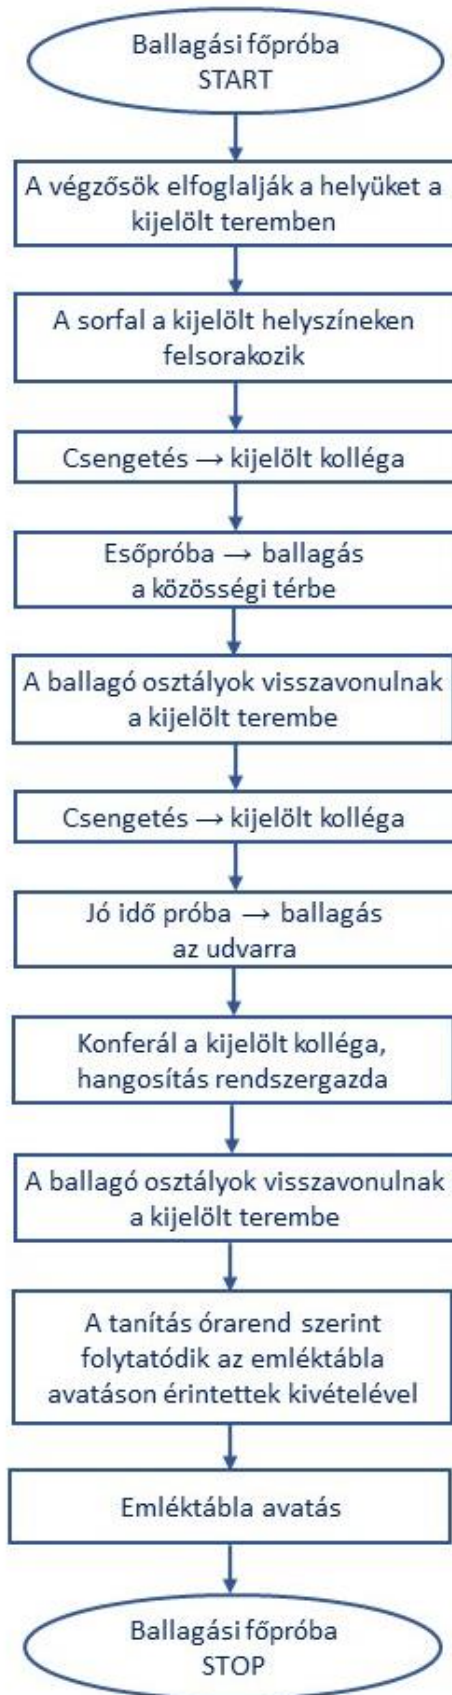 Ballagási főpróba
START
A végzősök elfoglalják a helyüket a
kijelölt teremben
A sorfal a kijelölt helyszíneken
felsorakozik
Csengetés → kijelölt kolléga
Esőpróba → ballagás
a közösségi térbe
A ballagó osztályok visszavonulnak
a kijelölt terembe
Csengetés → kijelölt kolléga
Jó idő próba → ballagás
az udvarra
Konferál a kijelölt kolléga,
hangosítás rendszergazda
A ballagó osztályok visszavonulnak
a kijelölt terembe
A tanítás órarend szerint
folytatódik az emléktábla
avatáson érintettek kivételével
Emléktábla avatás
Ballagási főpróba
STOP